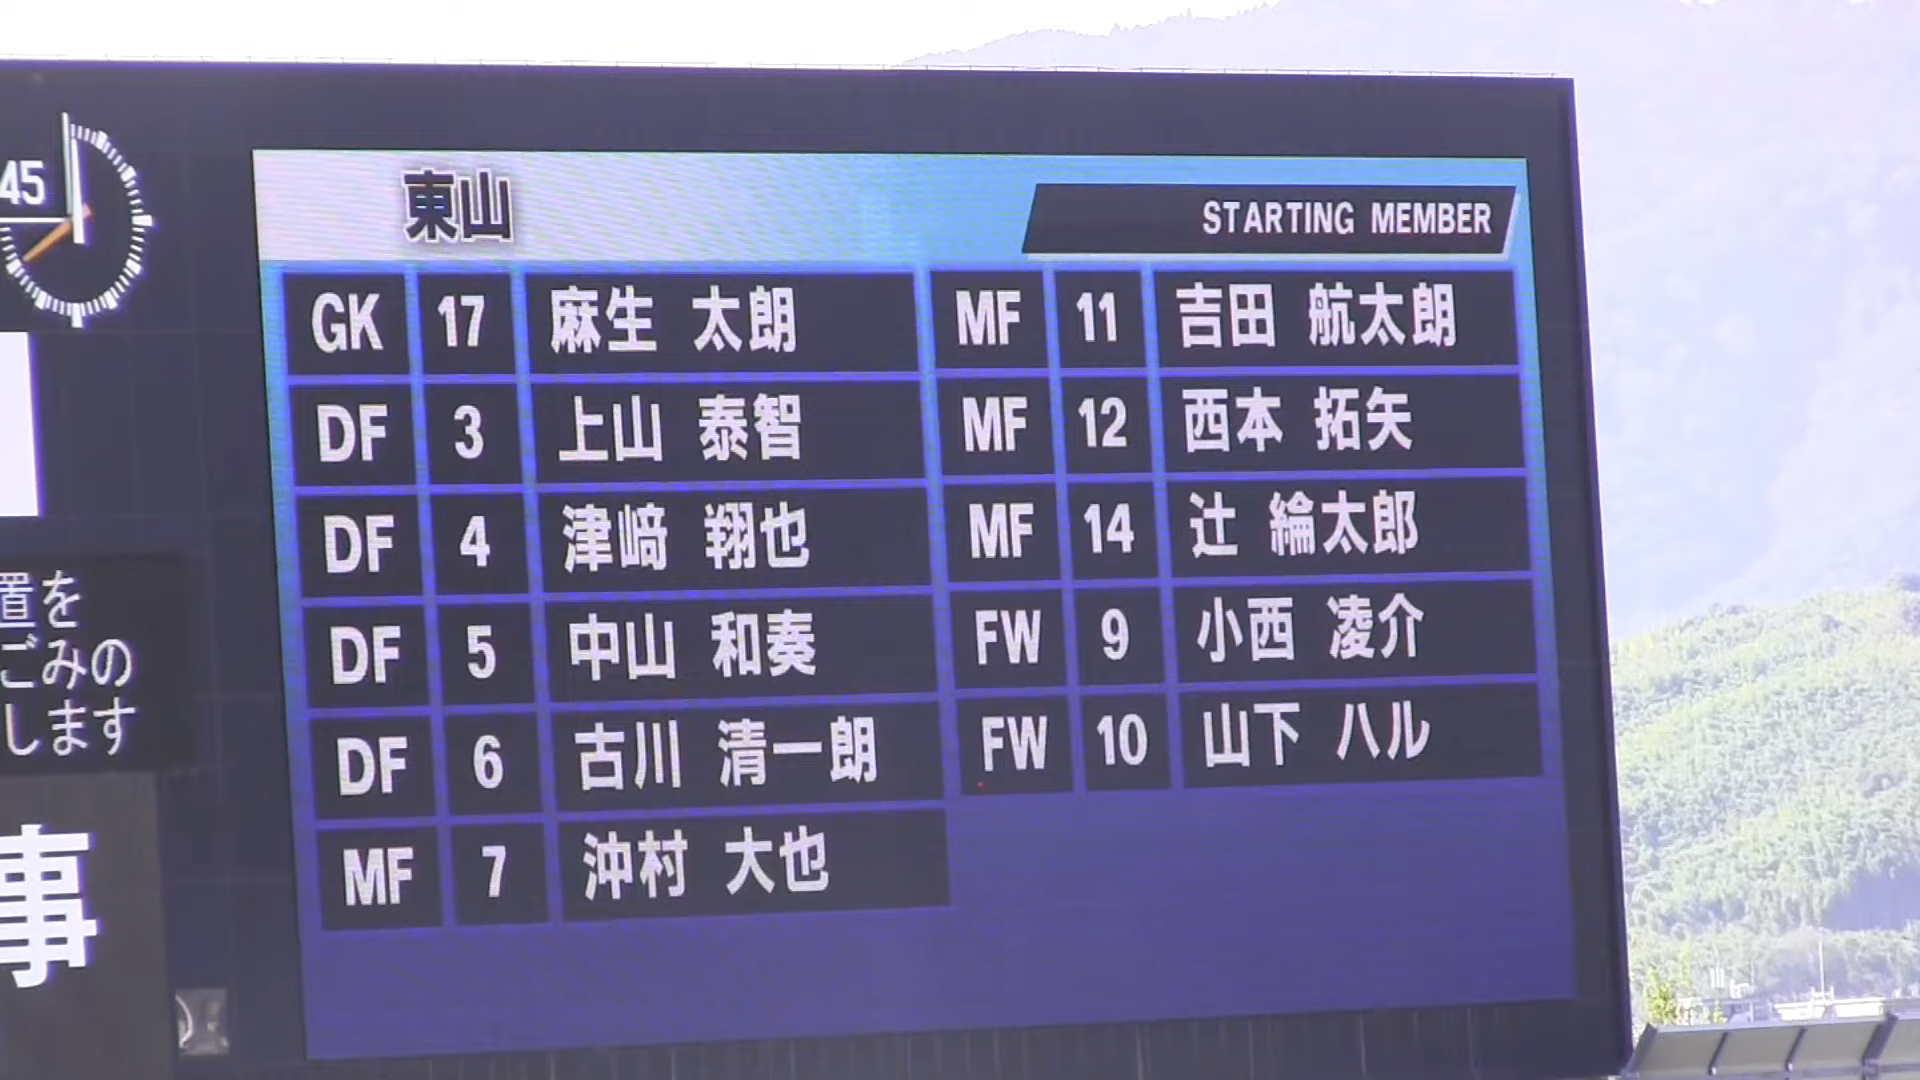 45
置を
ごみの
します
事
東山
STARTING MEMBER
GK 17 麻生 太朗
DF 3 上山 泰智
DF 4 津﨑 翔也
DF 5 中山 和奏
DF 6 古川 清一朗
MF 7 沖村 大也
MF 11 吉田 航太朗
MF 12 西本 拓矢
MF 14 辻 綸太郎
FW 9 小西 凌介
FW 10 山下 ハル